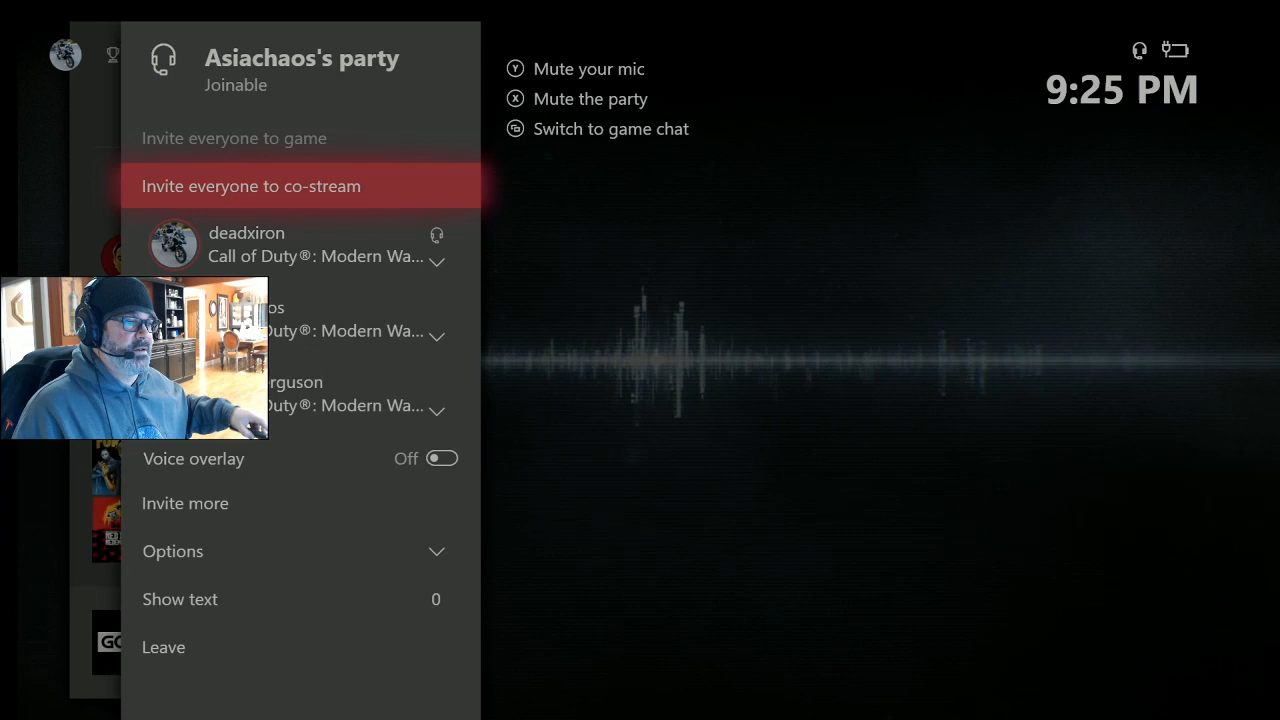 Asiachaos's party
Joinable
Invite everyone to game
Invite everyone to co-stream
deadxiron
Call of Duty®: Modern Wa...
os
Duty®: Modern Wa...
rguson
Duty®: Modern Wa...
Voice overlay Off
Invite more
Options
Show text 0
Leave
Y Mute your mic
X Mute the party
Switch to game chat
9:25 PM